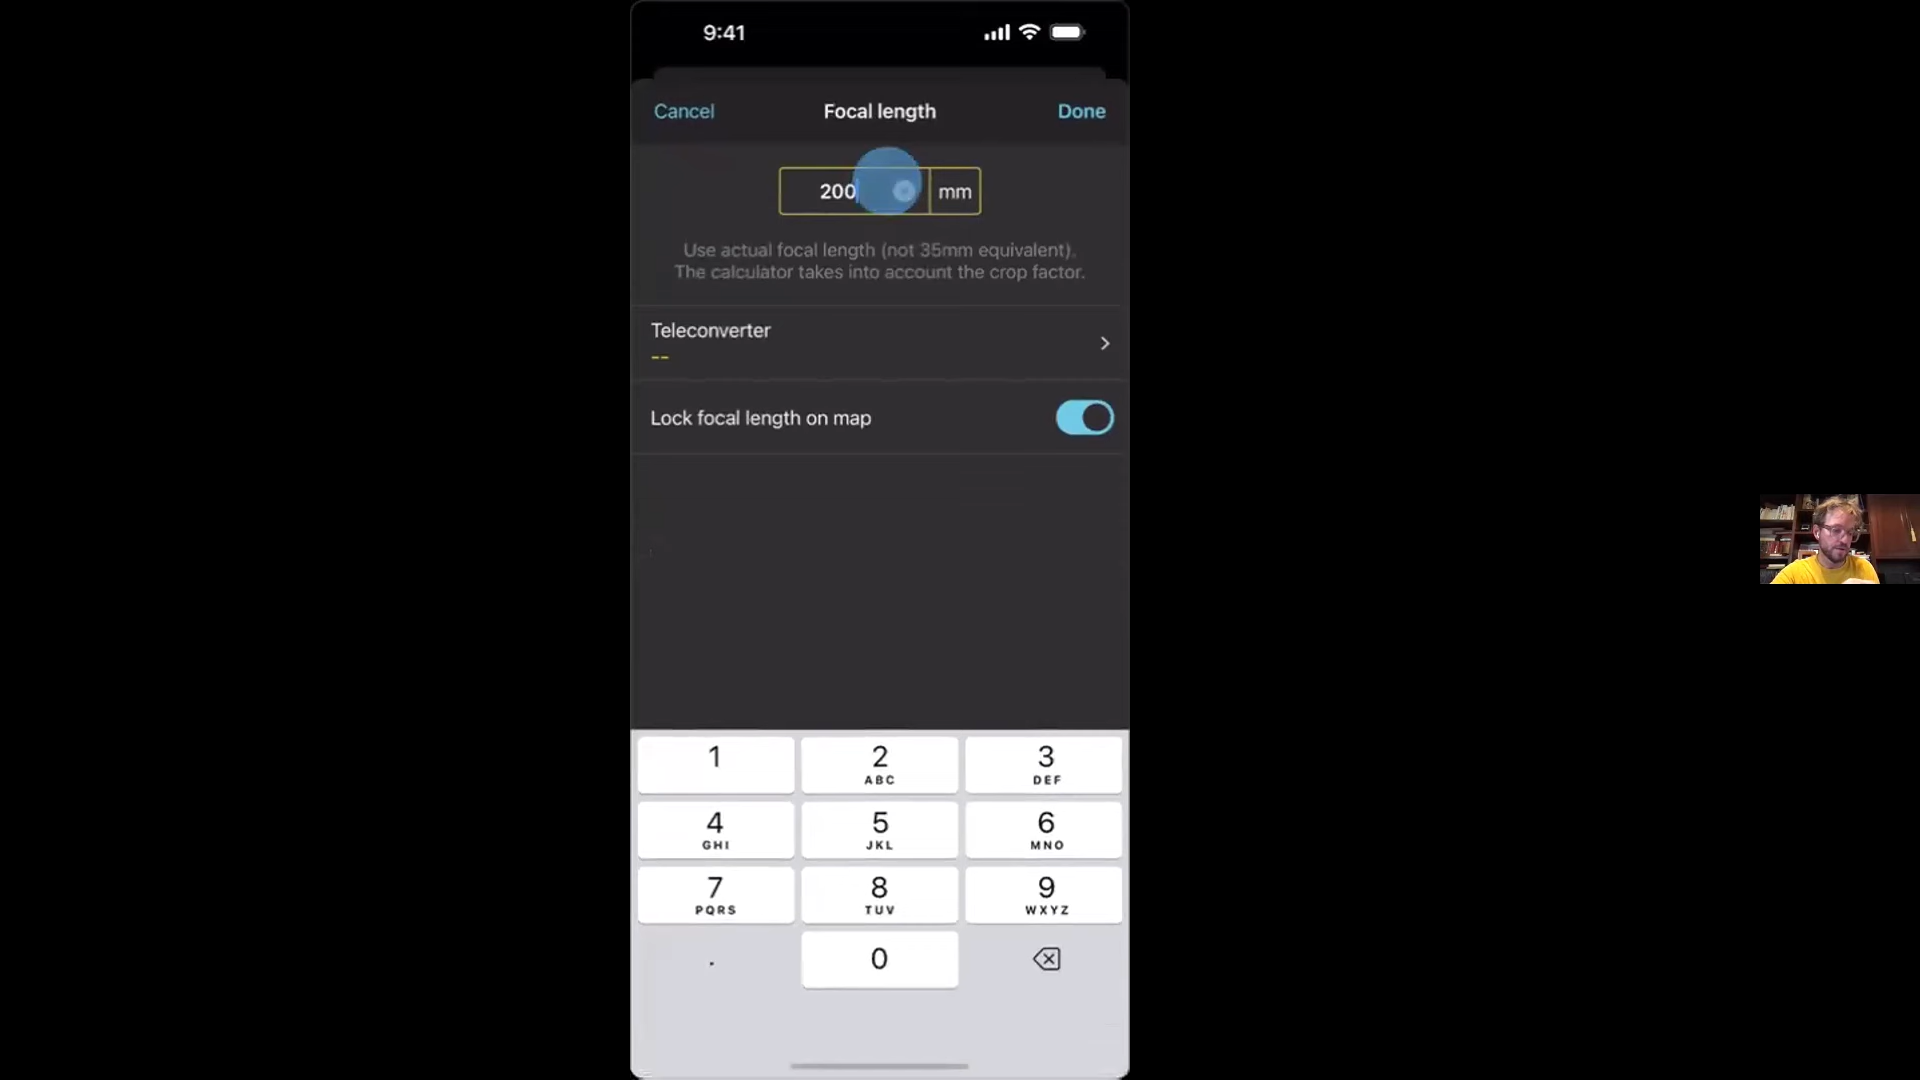 9:41
Cancel
Focal length
Done
200
mm
Use actual focal length (not 35mm equivalent).
The calculator takes into account the crop factor.
Teleconverter
--
Lock focal length on map
1
2
ABC
3
DEF
4
GHI
5
JKL
6
MNO
7
PQRS
8
TUV
9
WXYZ
.
0